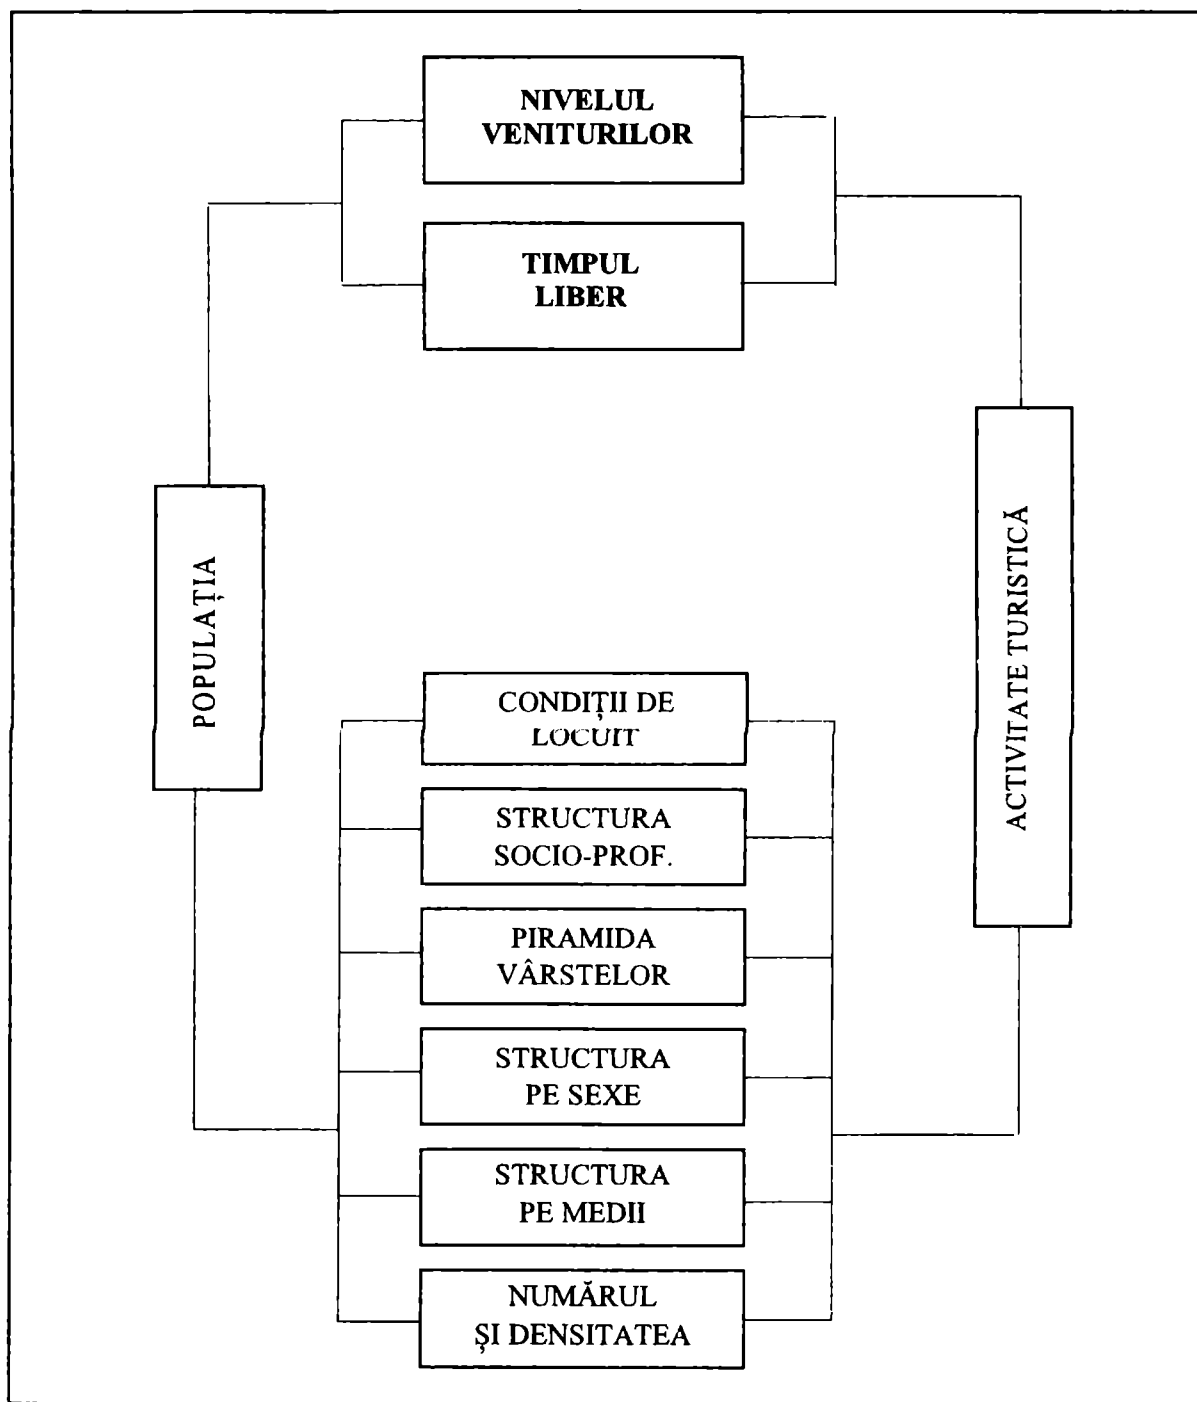 NIVELUL
VENITURILOR
TIMPUL
LIBER
POPULAȚIA
ACTIVITATE TURISTICĂ
CONDIȚII DE
LOCUIT
STRUCTURA
SOCIO-PROF.
PIRAMIDA
VÂRSTELOR
STRUCTURA
PE SEXE
STRUCTURA
PE MEDII
NUMĂRUL
ȘI DENSITATEA